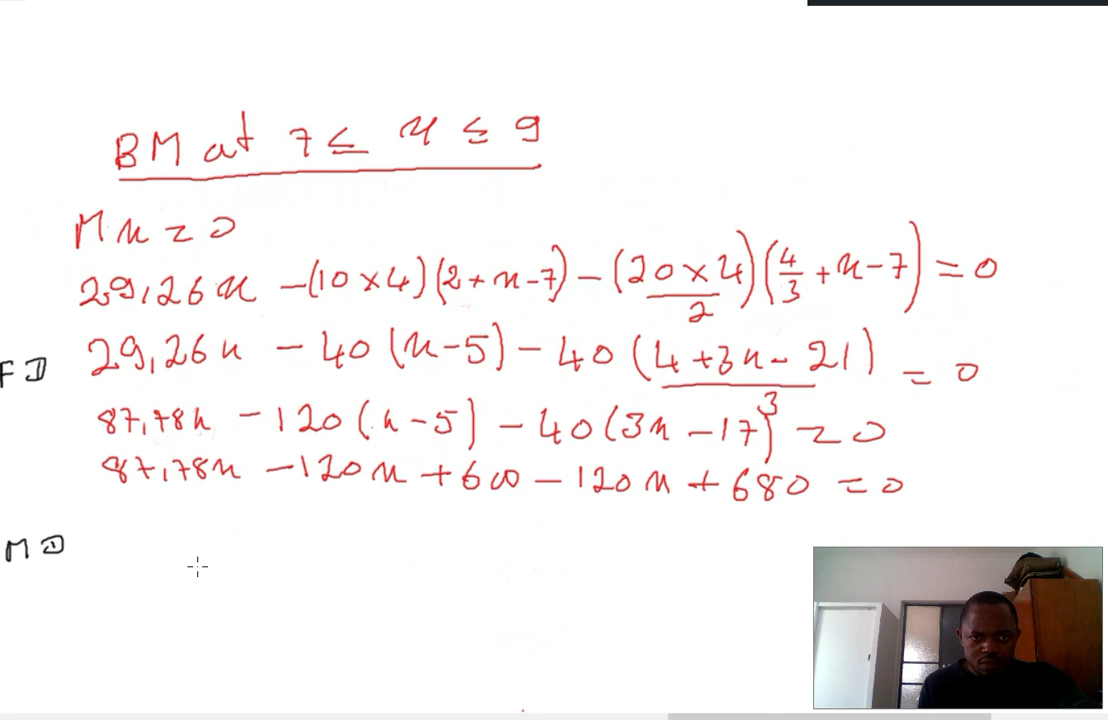 BM at 7 ≤ x ≤ 9
Mx = 0
29,26x - (10 × 4)(2 + x - 7) - (20 × 4 / 2)(4/3 + x - 7) = 0
29,26x - 40(x - 5) - 40(4 + 3x - 21 / 3) = 0
FD
87,78x - 120(x - 5) - 40(3x - 17) = 0
87,78x - 120x + 600 - 120x + 680 = 0
MD